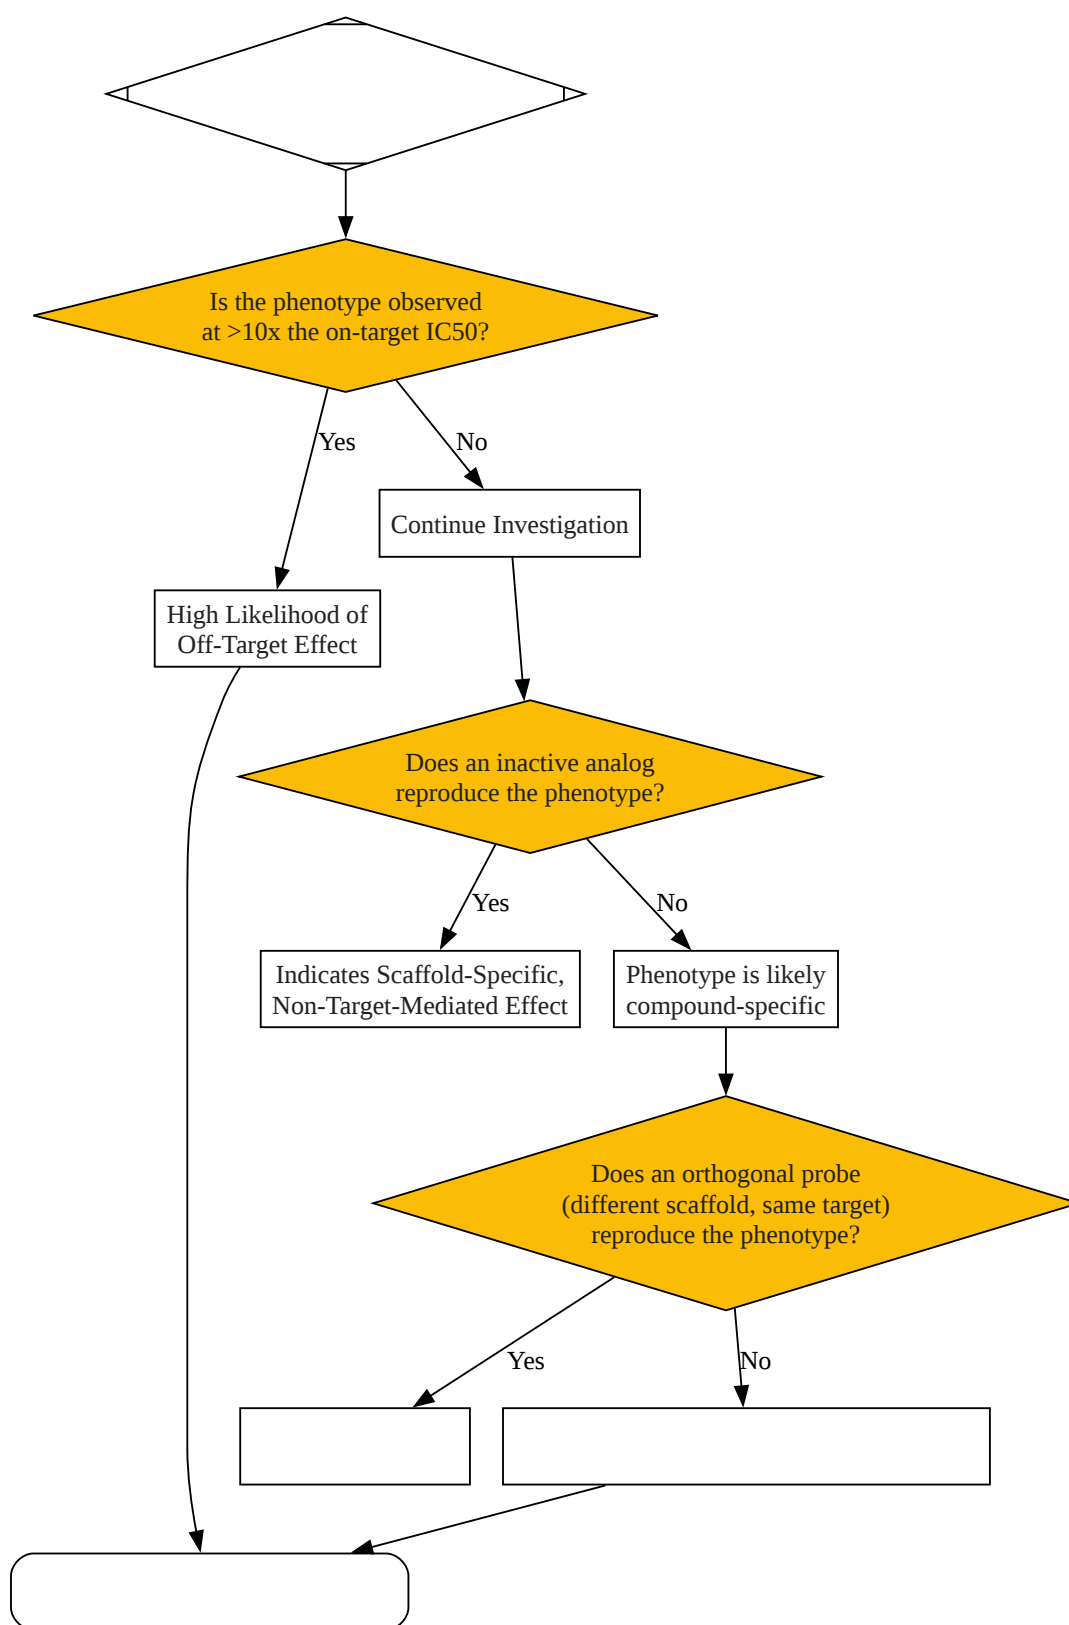 Is the phenotype observed
at >10x the on-target IC50?
Yes
No
Continue Investigation
High Likelihood of
Off-Target Effect
Does an inactive analog
reproduce the phenotype?
Yes
No
Indicates Scaffold-Specific,
Non-Target-Mediated Effect
Phenotype is likely
compound-specific
Does an orthogonal probe
(different scaffold, same target)
reproduce the phenotype?
Yes
No